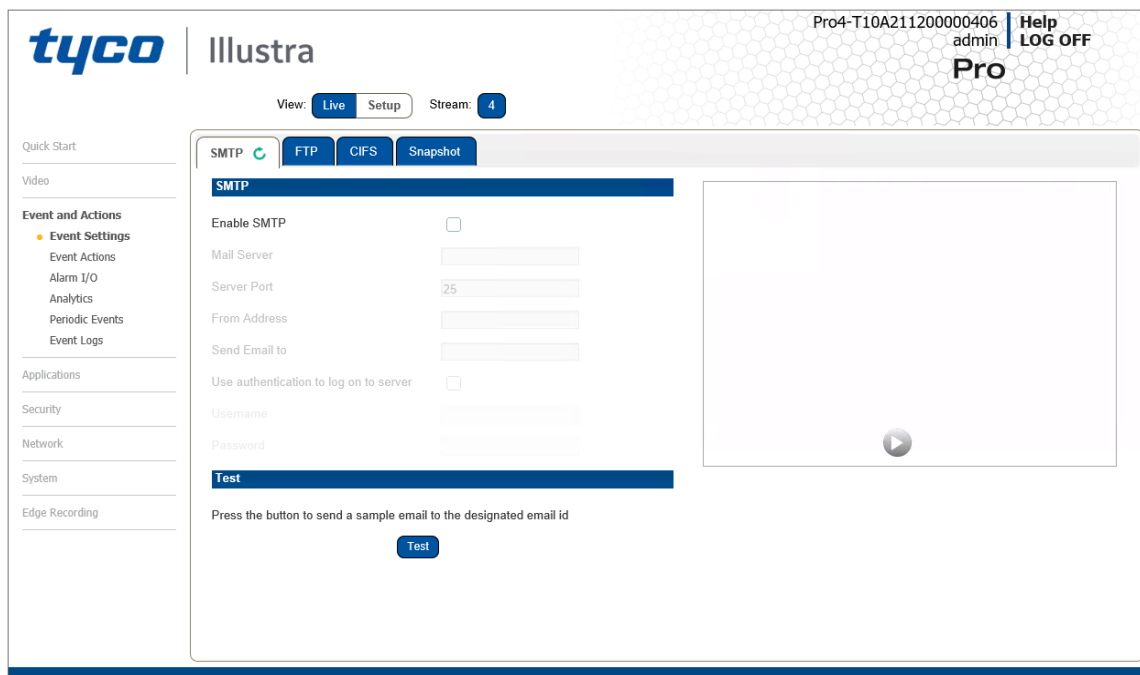 Pro4-T10A211200000406 Help
admin LOG OFF
tyco Illustra
Pro
View: Live Setup Stream: 4
Quick Start
Video
Event and Actions
Event Settings
Event Actions
Alarm I/O
Analytics
Periodic Events
Event Logs
Applications
Security
Network
System
Edge Recording
SMTP FTP CIFS Snapshot
SMTP
Enable SMTP
Mail Server
Server Port 25
From Address
Send Email to
Use authentication to log on to server
Username
Password
Test
Press the button to send a sample email to the designated email id
Test